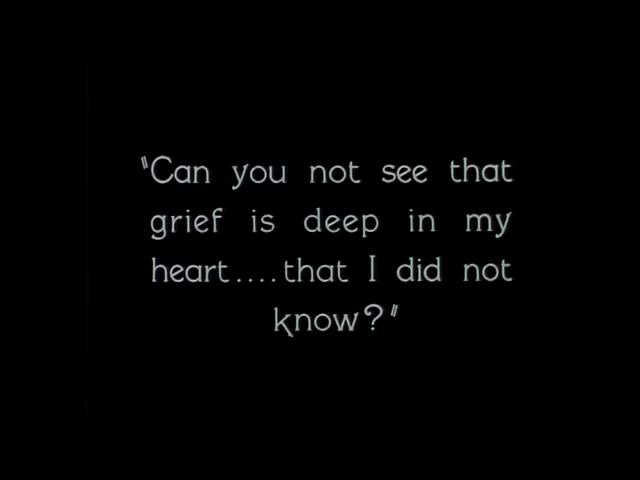 "Can you not see that
grief is deep in my
heart....that I did not
know?"